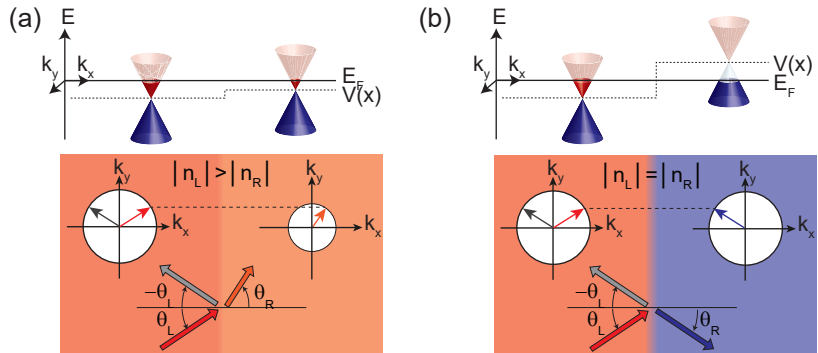 (a)
E
k_y
k_x
E_F
V(x)
|n_L| > |n_R|
k_y
k_y
k_x
k_x
−θ_L
θ_L
θ_R
(b)
E
k_y
k_x
V(x)
E_F
|n_L| = |n_R|
k_y
k_y
k_x
k_x
−θ_L
θ_L
θ_R